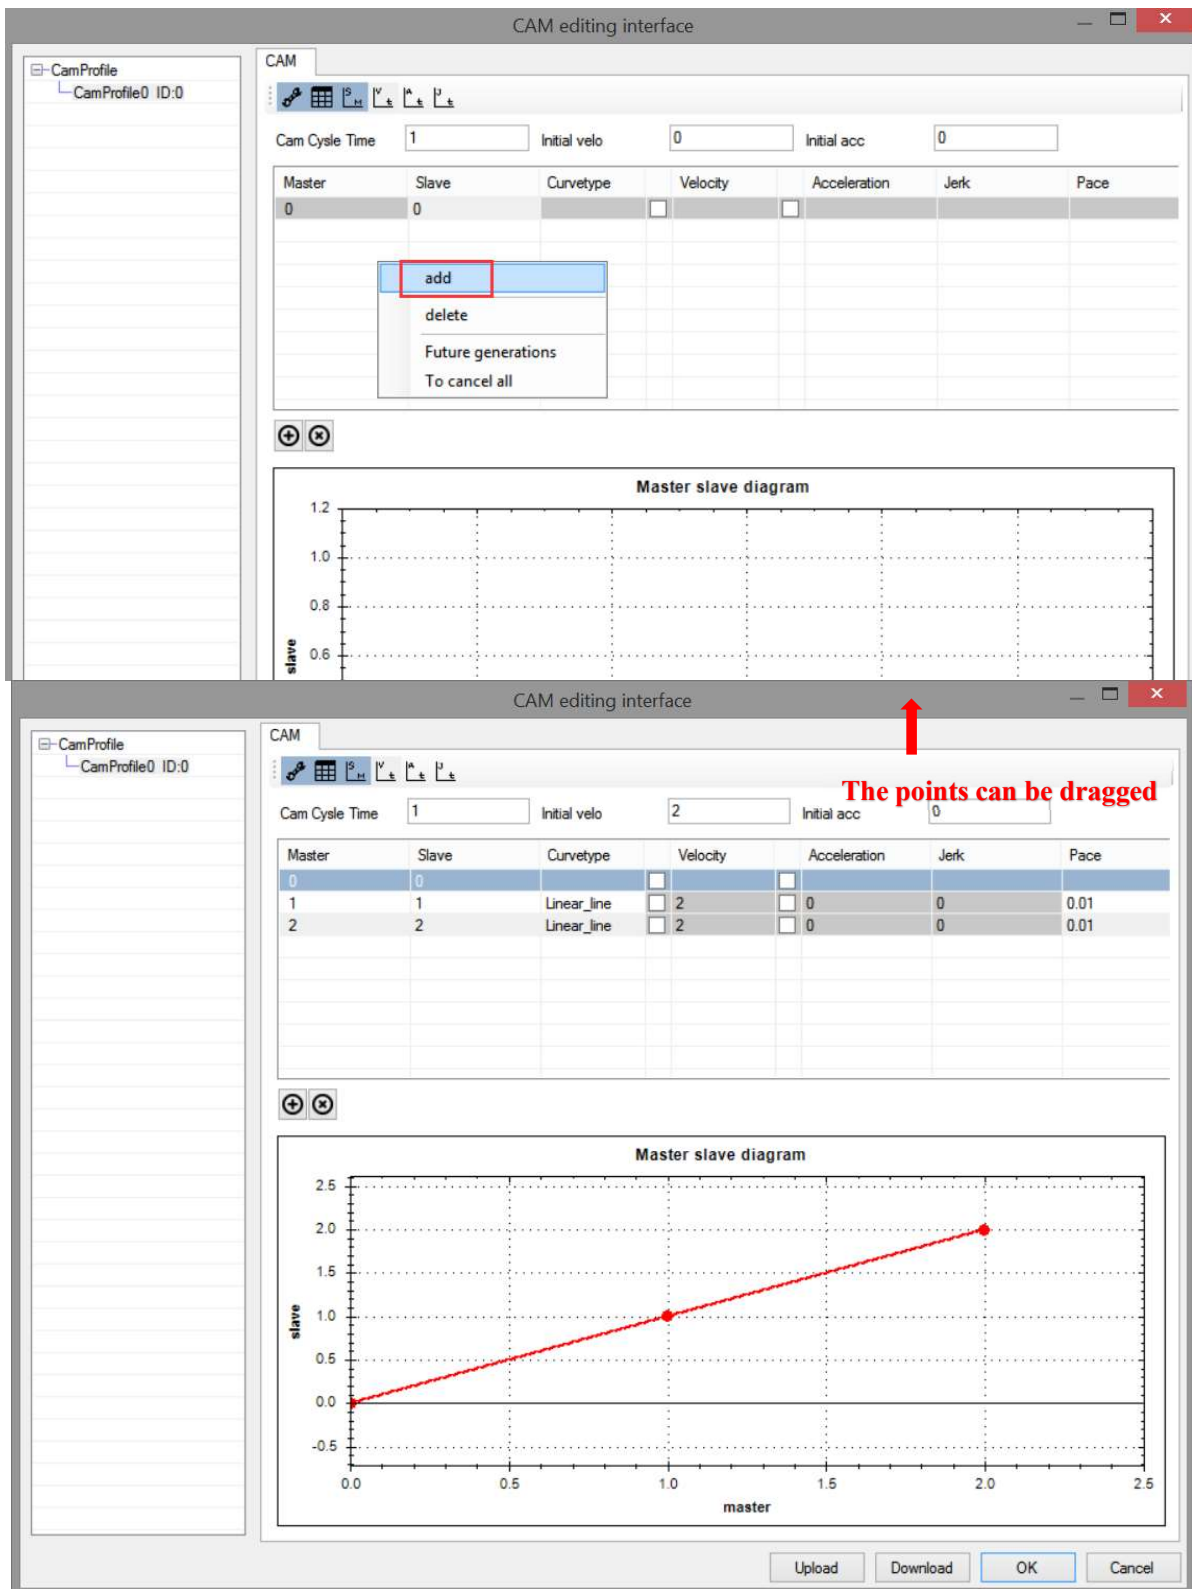 CAM editing interface
CamProfile
CamProfile0 ID:0
CAM
Cam Cysle Time 1 Initial velo 0 Initial acc 0
Master Slave Curvetype Velocity Acceleration Jerk Pace
0 0
add
delete
Future generations
To cancel all
Master slave diagram
1.2
1.0
0.8
0.6
slave
CAM editing interface
CamProfile
CamProfile0 ID:0
CAM
The points can be dragged
Cam Cysle Time 1 Initial velo 2 Initial acc 0
Master Slave Curvetype Velocity Acceleration Jerk Pace
0 0
1 1 Linear_line 2 0 0 0.01
2 2 Linear_line 2 0 0 0.01
Master slave diagram
2.5
2.0
1.5
1.0
0.5
0.0
-0.5
slave
0.0 0.5 1.0 1.5 2.0 2.5
master
Upload Download OK Cancel